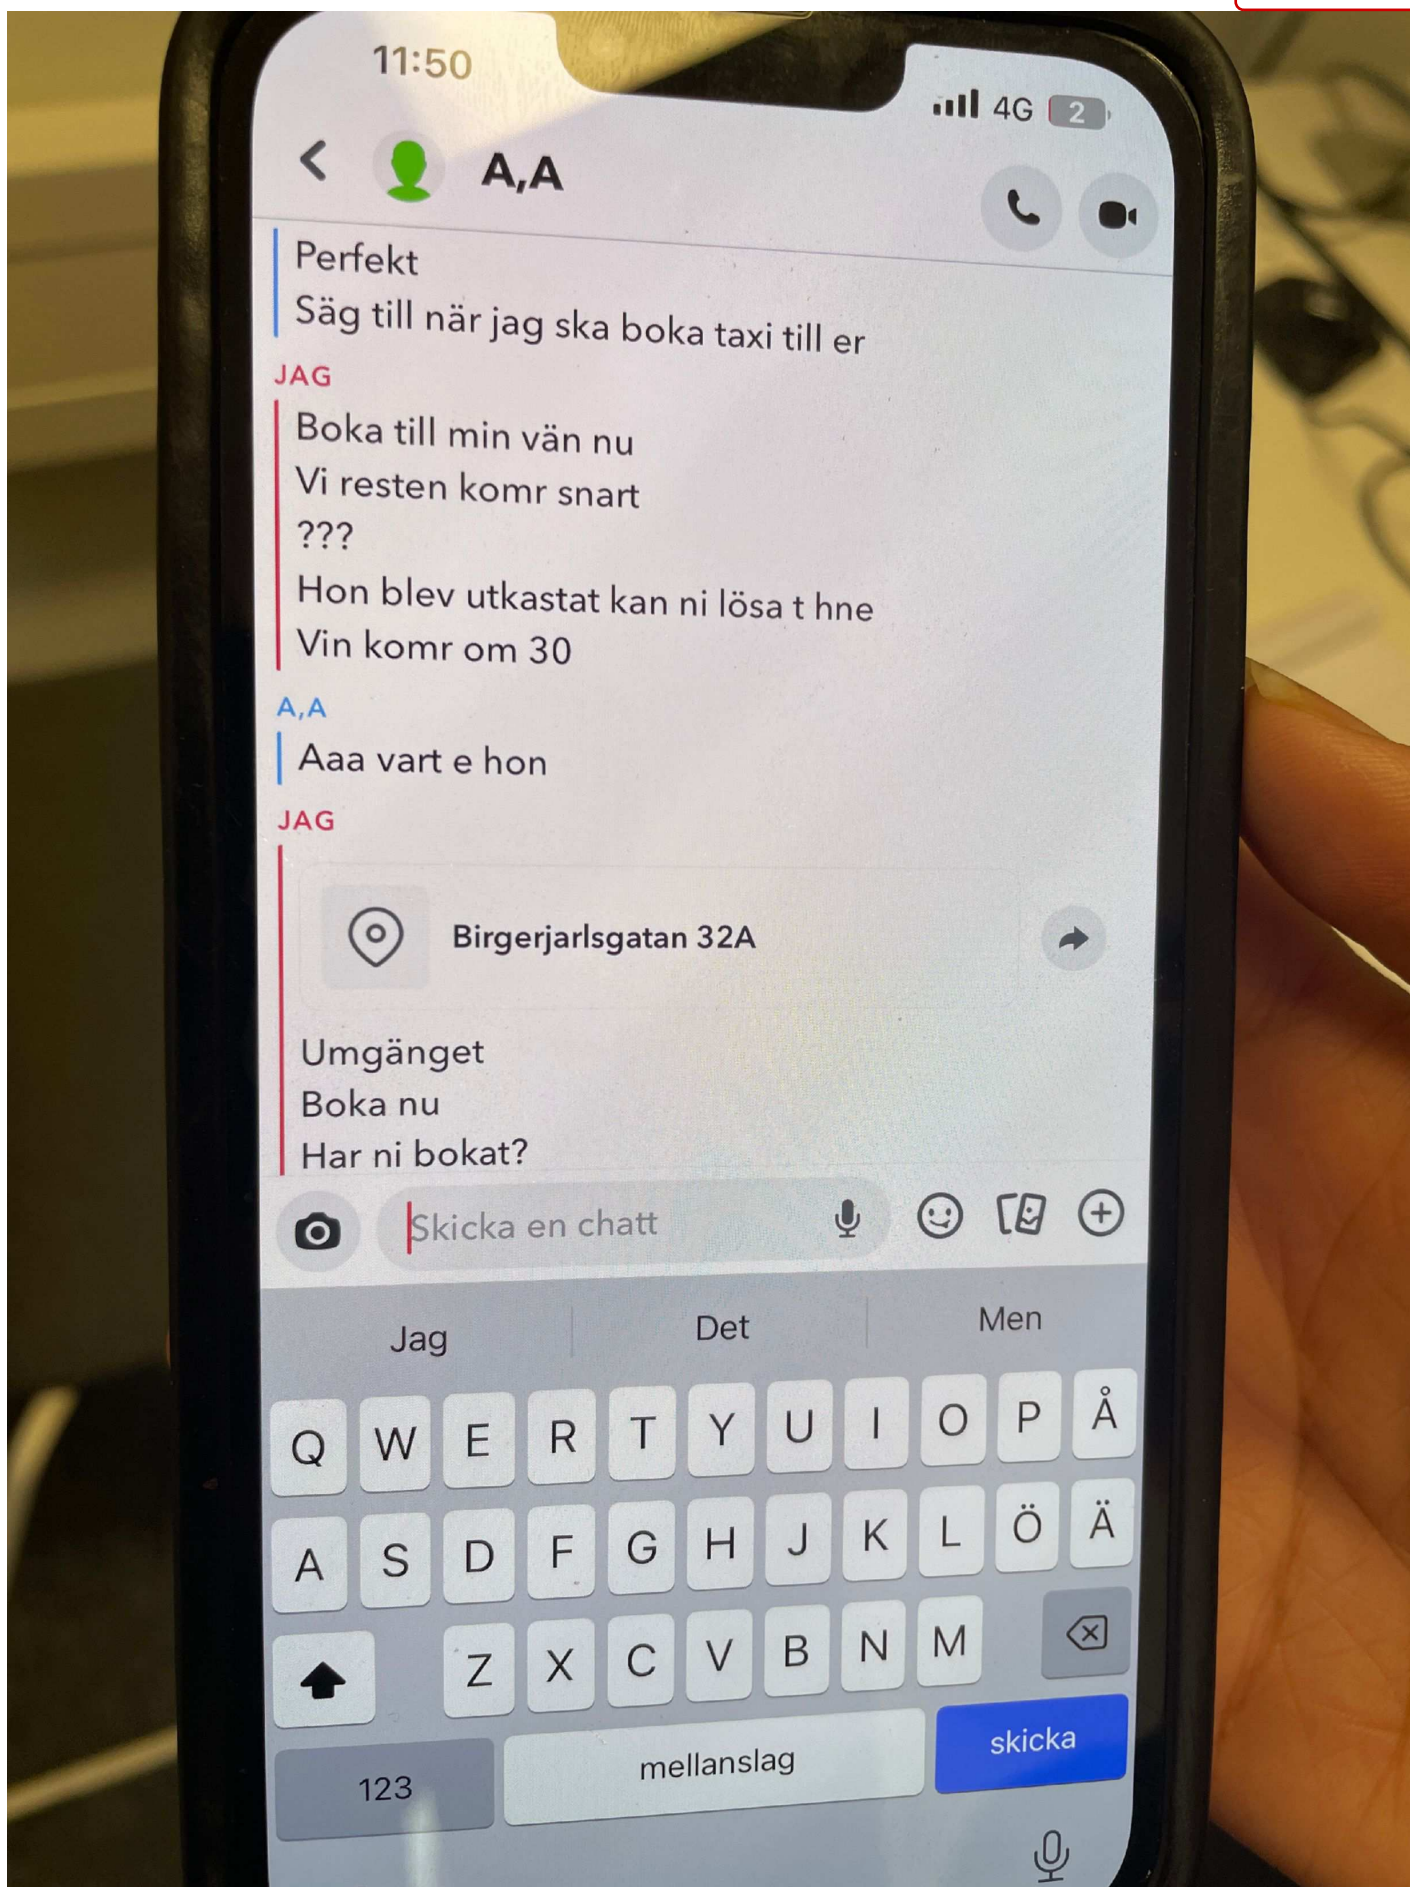 11:50
4G 2
A,A
Perfekt
Säg till när jag ska boka taxi till er
JAG
Boka till min vän nu
Vi resten komr snart
???
Hon blev utkastat kan ni lösa t hne
Vin komr om 30
A,A
Aaa vart e hon
JAG
Birgerjarlsgatan 32A
Umgänget
Boka nu
Har ni bokat?
Skicka en chatt
Jag Det Men
Q W E R T Y U I O P Å
A S D F G H J K L Ö Ä
Z X C V B N M
123 mellanslag skicka